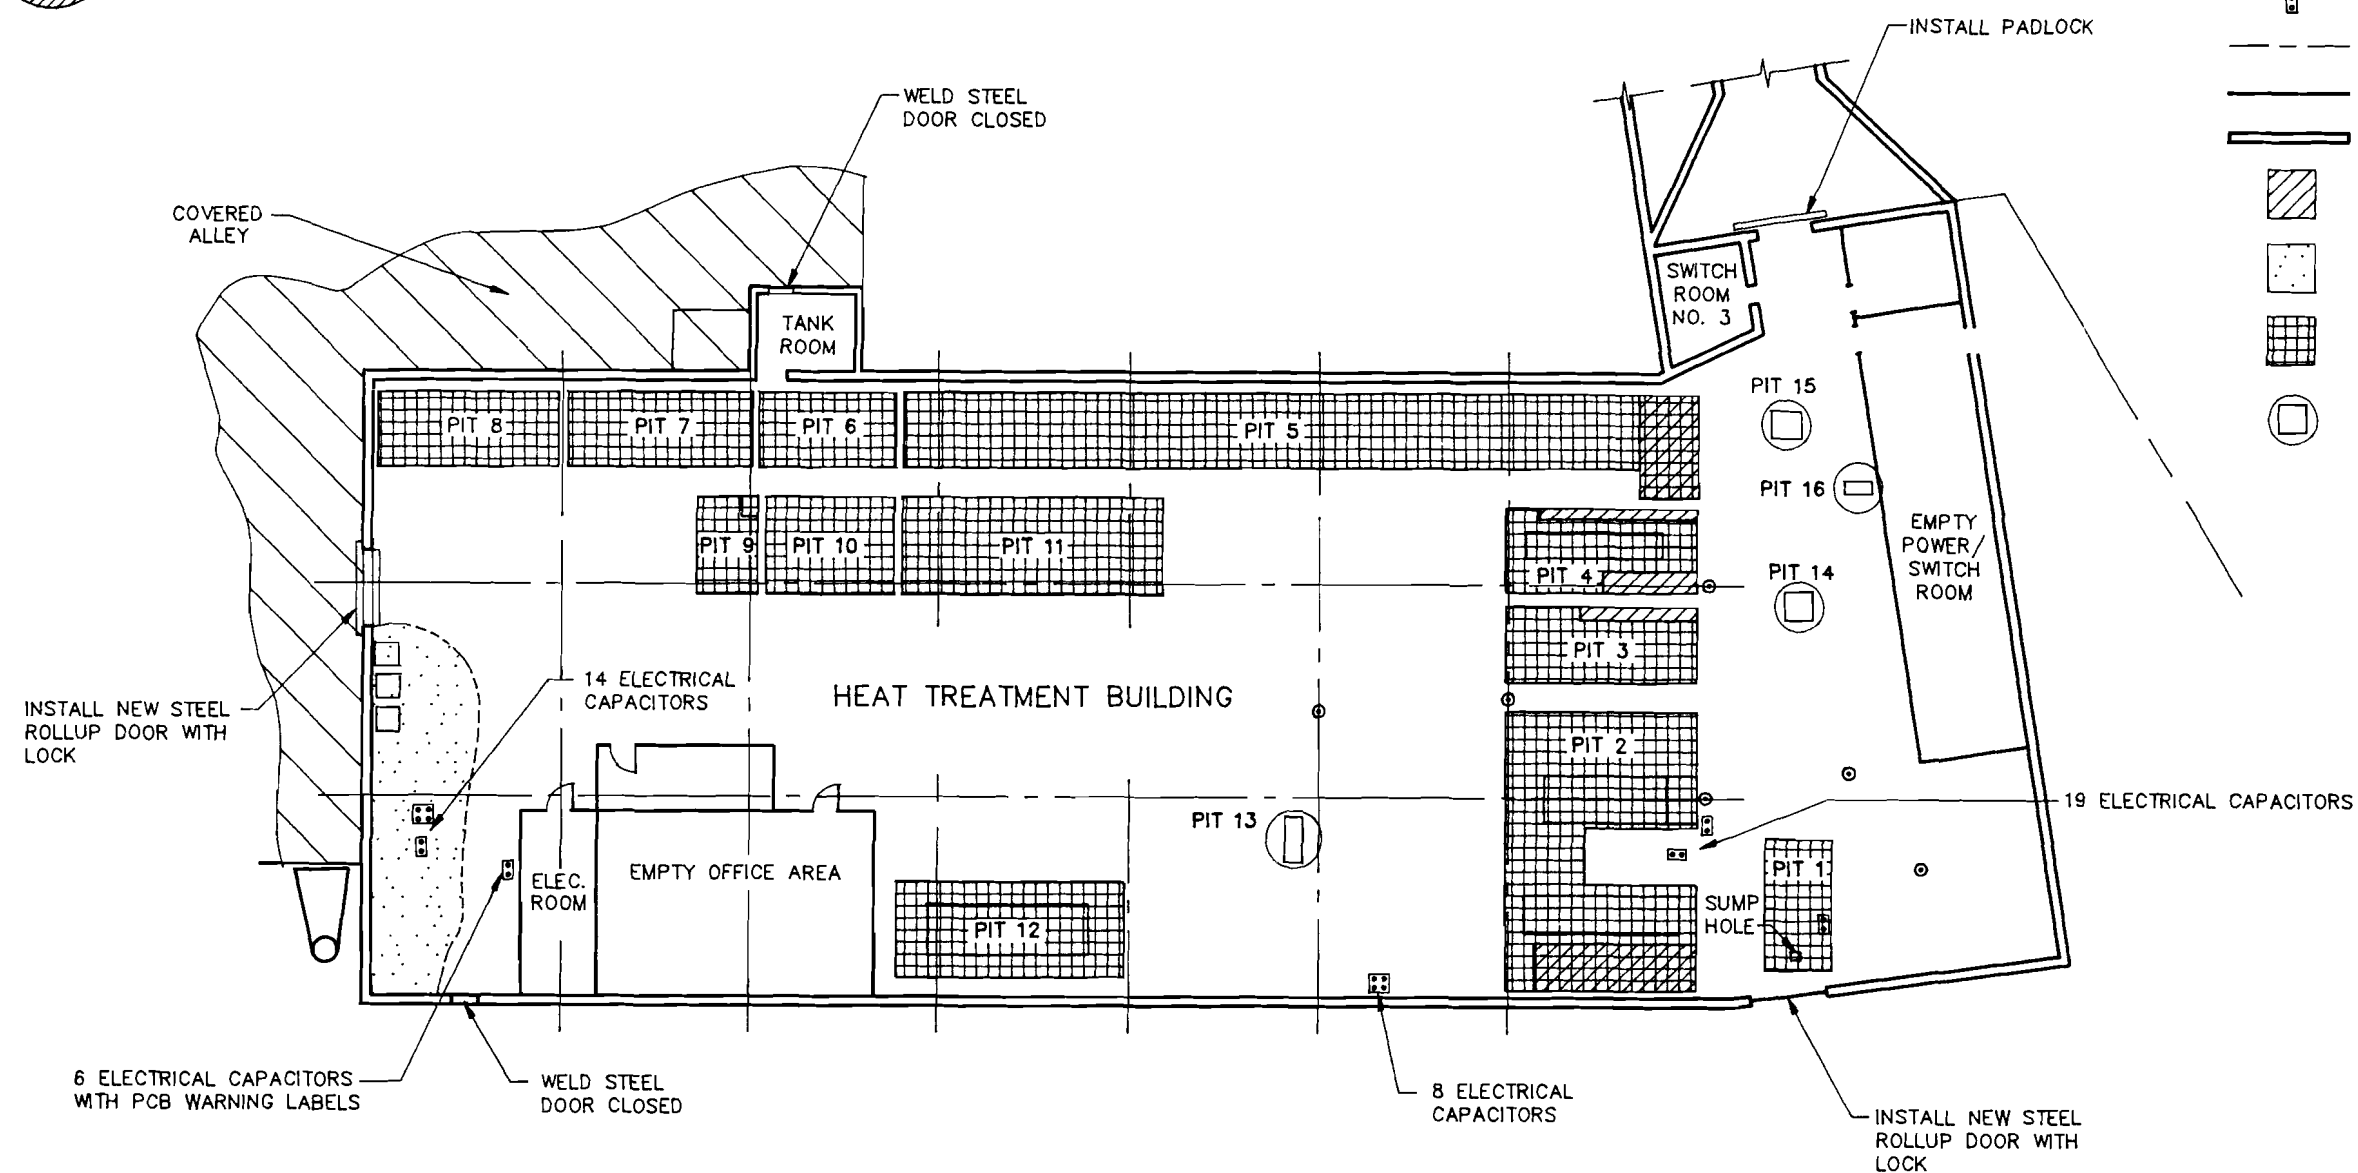 INSTALL PADLOCK
WELD STEEL
DOOR CLOSED
COVERED
ALLEY
SWITCH
ROOM
NO. 3
TANK
ROOM
PIT 15
PIT 8
PIT 7
PIT 6
PIT 5
PIT 16
PIT 9
PIT 10
PIT 11
PIT 4
PIT 14
EMPTY
POWER/
SWITCH
ROOM
PIT 3
14 ELECTRICAL
CAPACITORS
HEAT TREATMENT BUILDING
INSTALL NEW STEEL
ROLLUP DOOR WITH
LOCK
PIT 2
19 ELECTRICAL CAPACITORS
PIT 13
PIT 1
ELEC.
ROOM
EMPTY OFFICE AREA
SUMP
HOLE
PIT 12
6 ELECTRICAL CAPACITORS
WITH PCB WARNING LABELS
WELD STEEL
DOOR CLOSED
8 ELECTRICAL
CAPACITORS
INSTALL NEW STEEL
ROLLUP DOOR WITH
LOCK